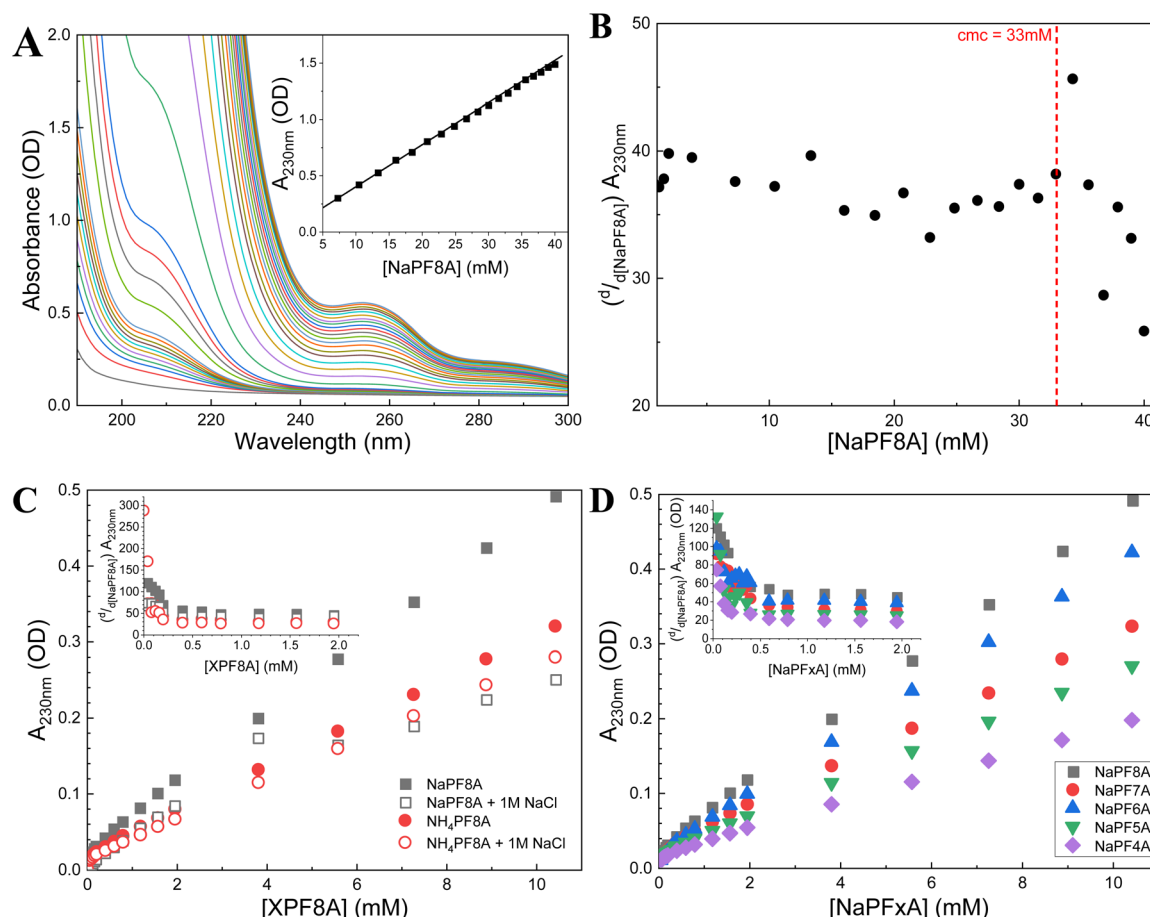 A
2.0
1.5
1.0
0.5
0.0
Absorbance (OD)
200 220 240 260 280 300
Wavelength (nm)
1.5
1.0
0.5
0.0
A230nm (OD)
5 10 15 20 25 30 35 40
[NaPF8A] (mM)
B
cmc = 33mM
50
40
30
20
(d/d[NaPF8A]) A230nm
10 20 30 40
[NaPF8A] (mM)
C
0.5
0.4
0.3
0.2
0.1
0.0
A230nm (OD)
0 2 4 6 8 10
[XPF8A] (mM)
300
250
200
150
100
50
0
(d/d[NaPF8A]) A230nm
0.0 0.5 1.0 1.5 2.0
[XPF8A] (mM)
NaPF8A
NaPF8A + 1M NaCl
NH4PF8A
NH4PF8A + 1M NaCl
D
0.5
0.4
0.3
0.2
0.1
0.0
A230nm (OD)
0 2 4 6 8 10
[NaPFxA] (mM)
140
120
100
80
60
40
20
0
(d/d[NaPF8A]) A230nm (OD)
0.0 0.5 1.0 1.5 2.0
[NaPFxA] (mM)
NaPF8A
NaPF7A
NaPF6A
NaPF5A
NaPF4A